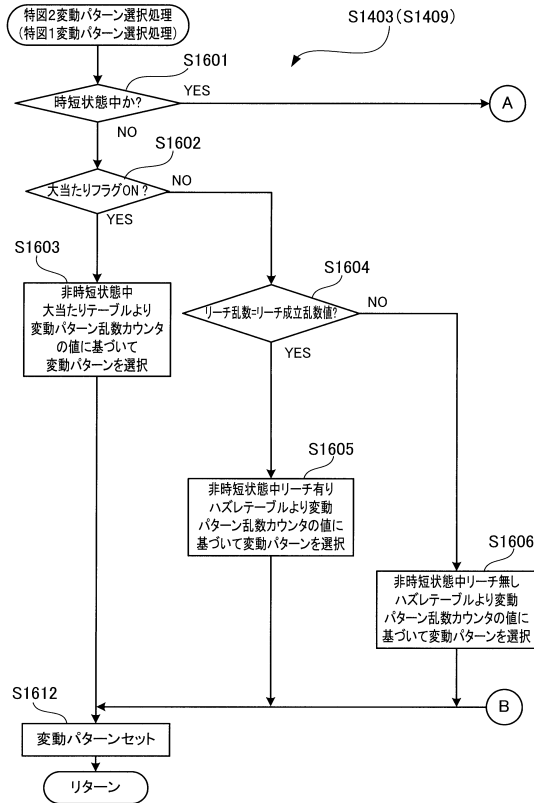 特図2変動パターン選択処理
(特図1変動パターン選択処理)
S1403(S1409)
S1601
時短状態中か?
YES
A
NO
S1602
大当たりフラグON?
NO
YES
S1603
非時短状態中
大当たりテーブルより
変動パターン乱数カウンタ
の値に基づいて
変動パターンを選択
S1604
リーチ乱数=リーチ成立乱数値?
NO
YES
S1605
非時短状態中リーチ有り
ハズレテーブルより変動
パターン乱数カウンタの値に
基づいて変動パターンを選択
S1606
非時短状態中リーチ無し
ハズレテーブルより変動
パターン乱数カウンタの値に
基づいて変動パターンを選択
S1612
B
変動パターンセット
リターン